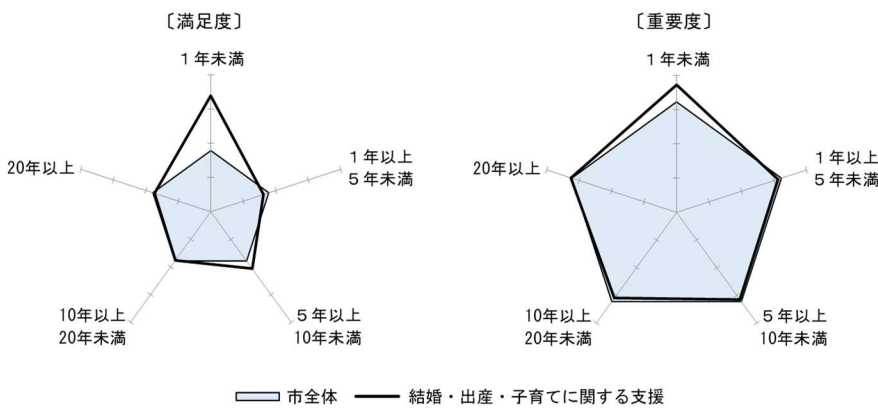 〔満足度〕
１年未満
１年以上
５年未満
５年以上
10年未満
10年以上
20年未満
20年以上
〔重要度〕
１年未満
１年以上
５年未満
５年以上
10年未満
10年以上
20年未満
20年以上
市全体
結婚・出産・子育てに関する支援